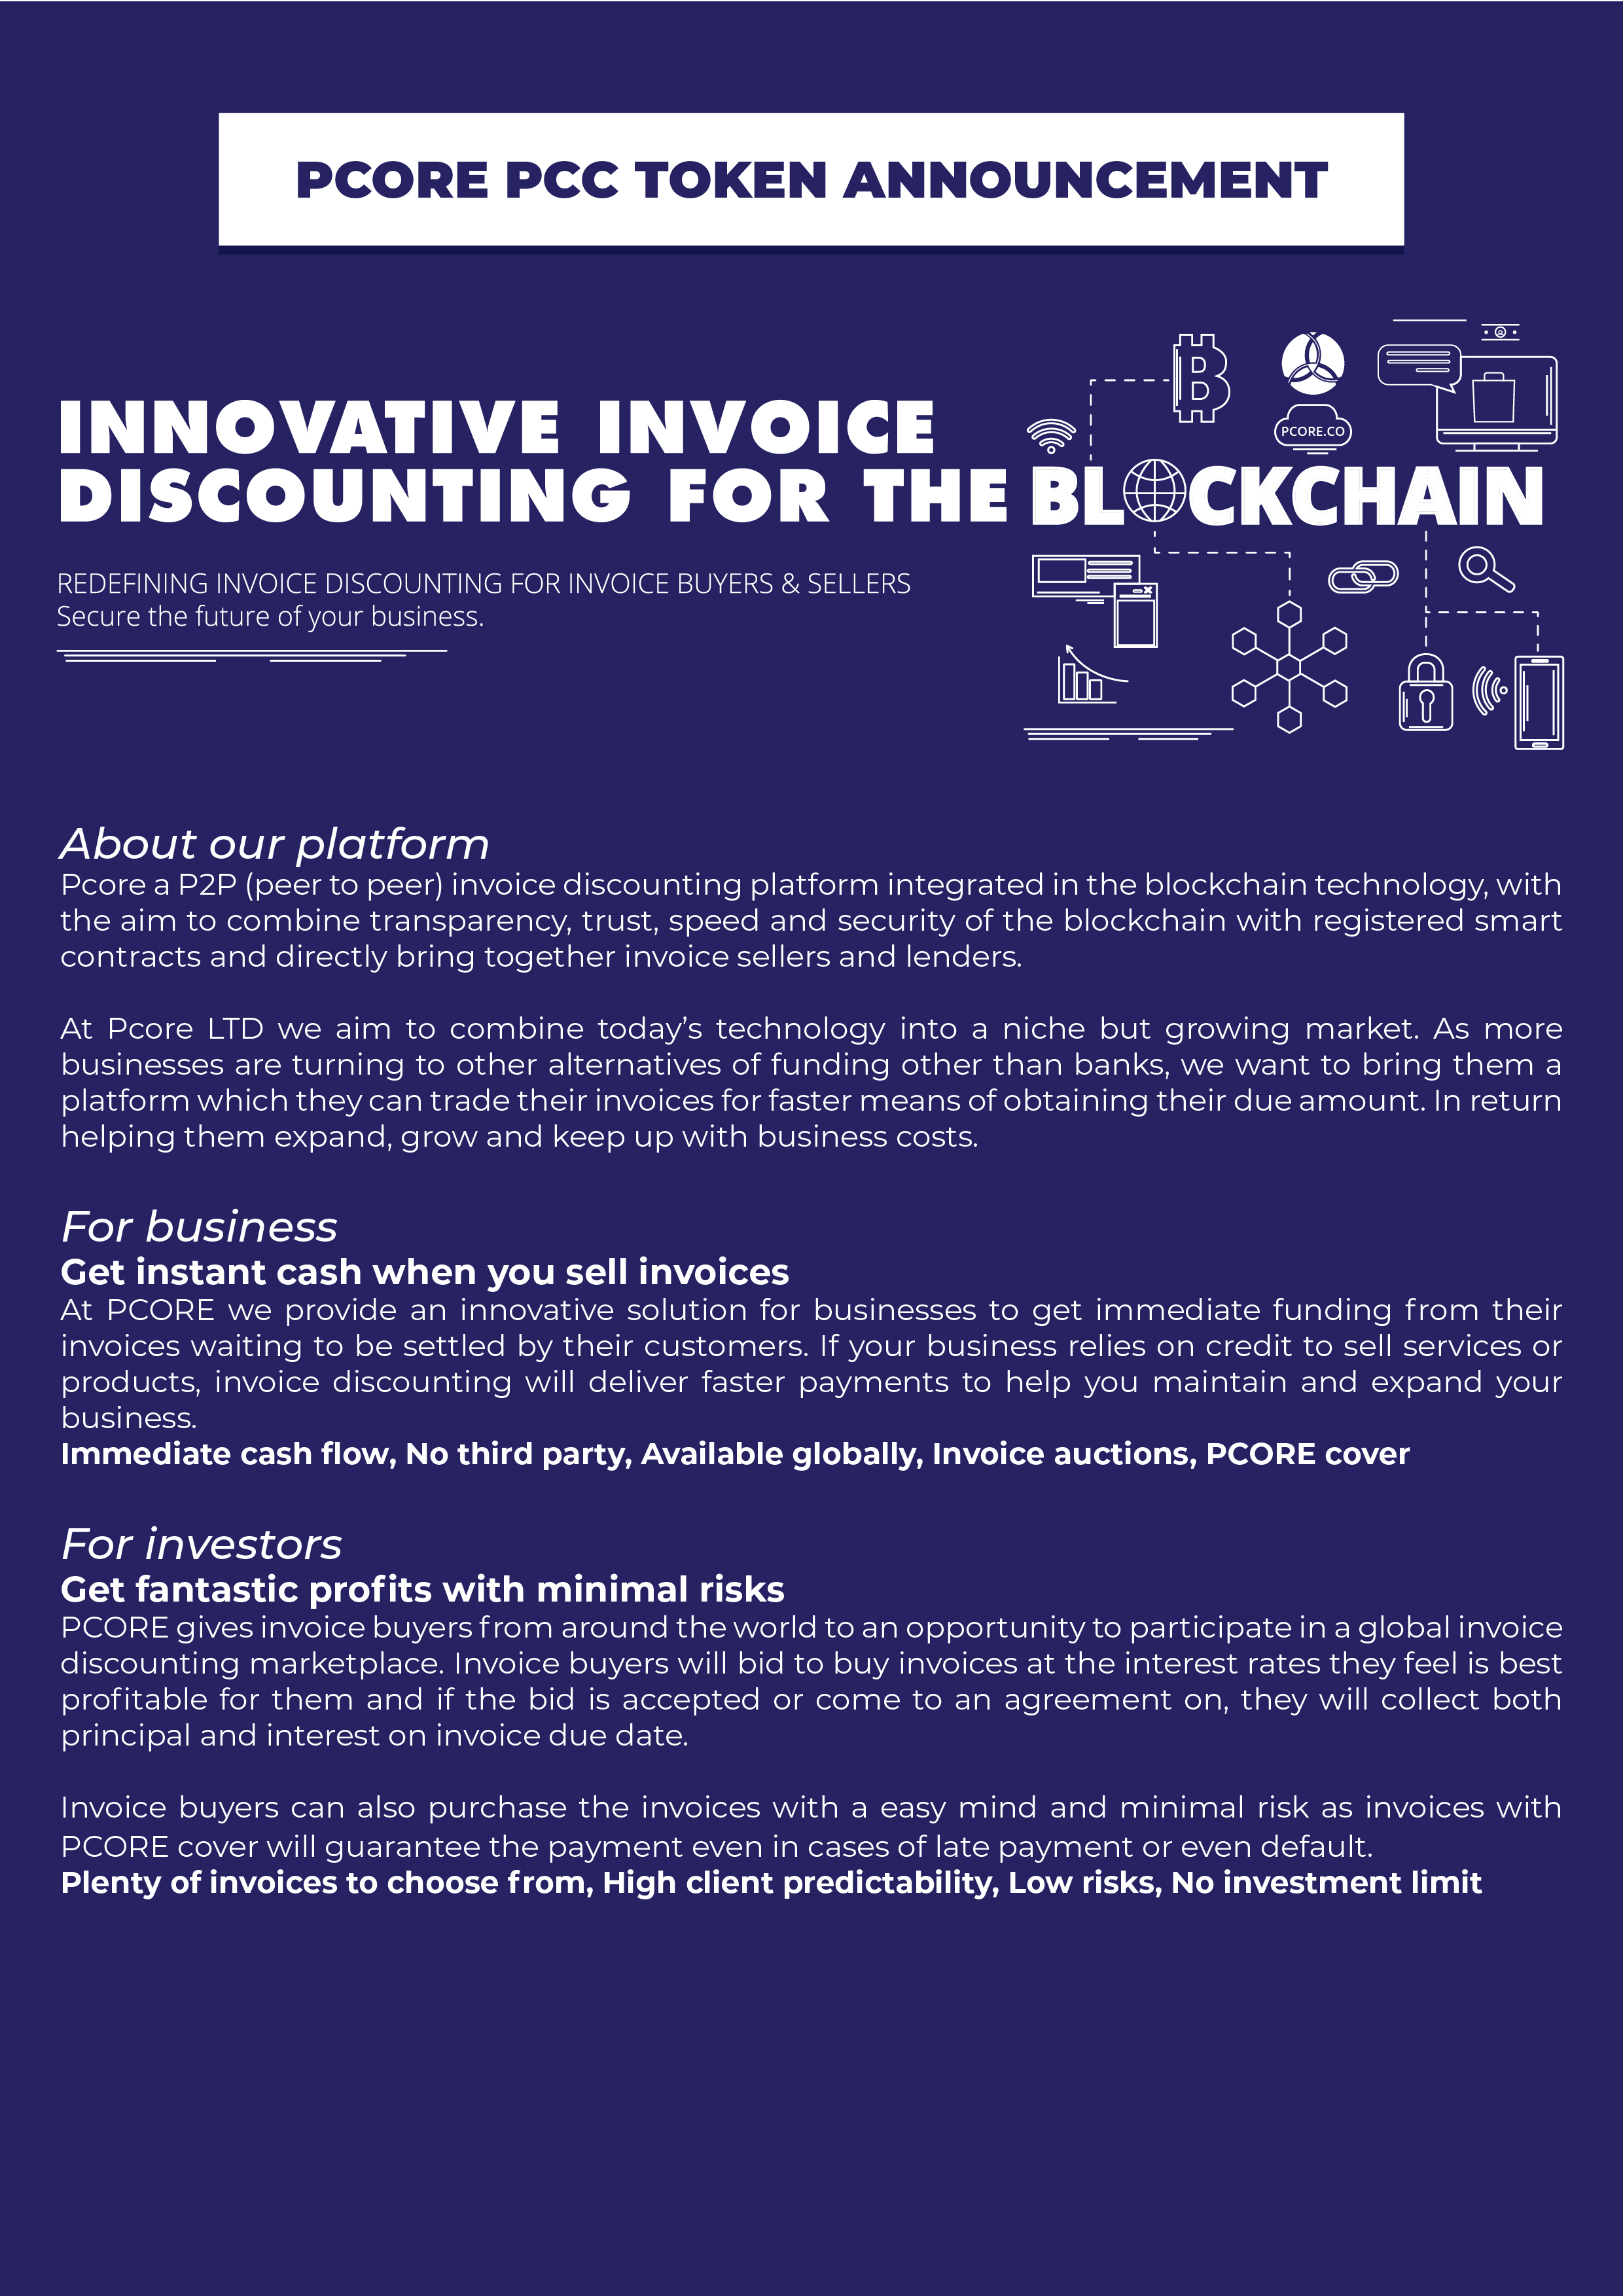 PCORE PCC TOKEN ANNOUNCEMENT
INNOVATIVE INVOICE
DISCOUNTING FOR THE BLOCKCHAIN
PCORE.CO
REDEFINING INVOICE DISCOUNTING FOR INVOICE BUYERS & SELLERS
Secure the future of your business.
About our platform
Pcore a P2P (peer to peer) invoice discounting platform integrated in the blockchain technology, with
the aim to combine transparency, trust, speed and security of the blockchain with registered smart
contracts and directly bring together invoice sellers and lenders.
At Pcore LTD we aim to combine today’s technology into a niche but growing market. As more
businesses are turning to other alternatives of funding other than banks, we want to bring them a
platform which they can trade their invoices for faster means of obtaining their due amount. In return
helping them expand, grow and keep up with business costs.
For business
Get instant cash when you sell invoices
At PCORE we provide an innovative solution for businesses to get immediate funding from their
invoices waiting to be settled by their customers. If your business relies on credit to sell services or
products, invoice discounting will deliver faster payments to help you maintain and expand your
business.
Immediate cash flow, No third party, Available globally, Invoice auctions, PCORE cover
For investors
Get fantastic profits with minimal risks
PCORE gives invoice buyers from around the world to an opportunity to participate in a global invoice
discounting marketplace. Invoice buyers will bid to buy invoices at the interest rates they feel is best
profitable for them and if the bid is accepted or come to an agreement on, they will collect both
principal and interest on invoice due date.
Invoice buyers can also purchase the invoices with a easy mind and minimal risk as invoices with
PCORE cover will guarantee the payment even in cases of late payment or even default.
Plenty of invoices to choose from, High client predictability, Low risks, No investment limit